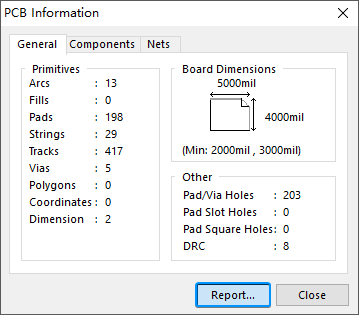 PCB Information
General Components Nets
Primitives
Arcs : 13
Fills : 0
Pads : 198
Strings : 29
Tracks : 417
Vias : 5
Polygons : 0
Coordinates : 0
Dimension : 2
Board Dimensions
5000mil
4000mil
(Min: 2000mil , 3000mil)
Other
Pad/Via Holes : 203
Pad Slot Holes : 0
Pad Square Holes: 0
DRC : 8
Report...
Close